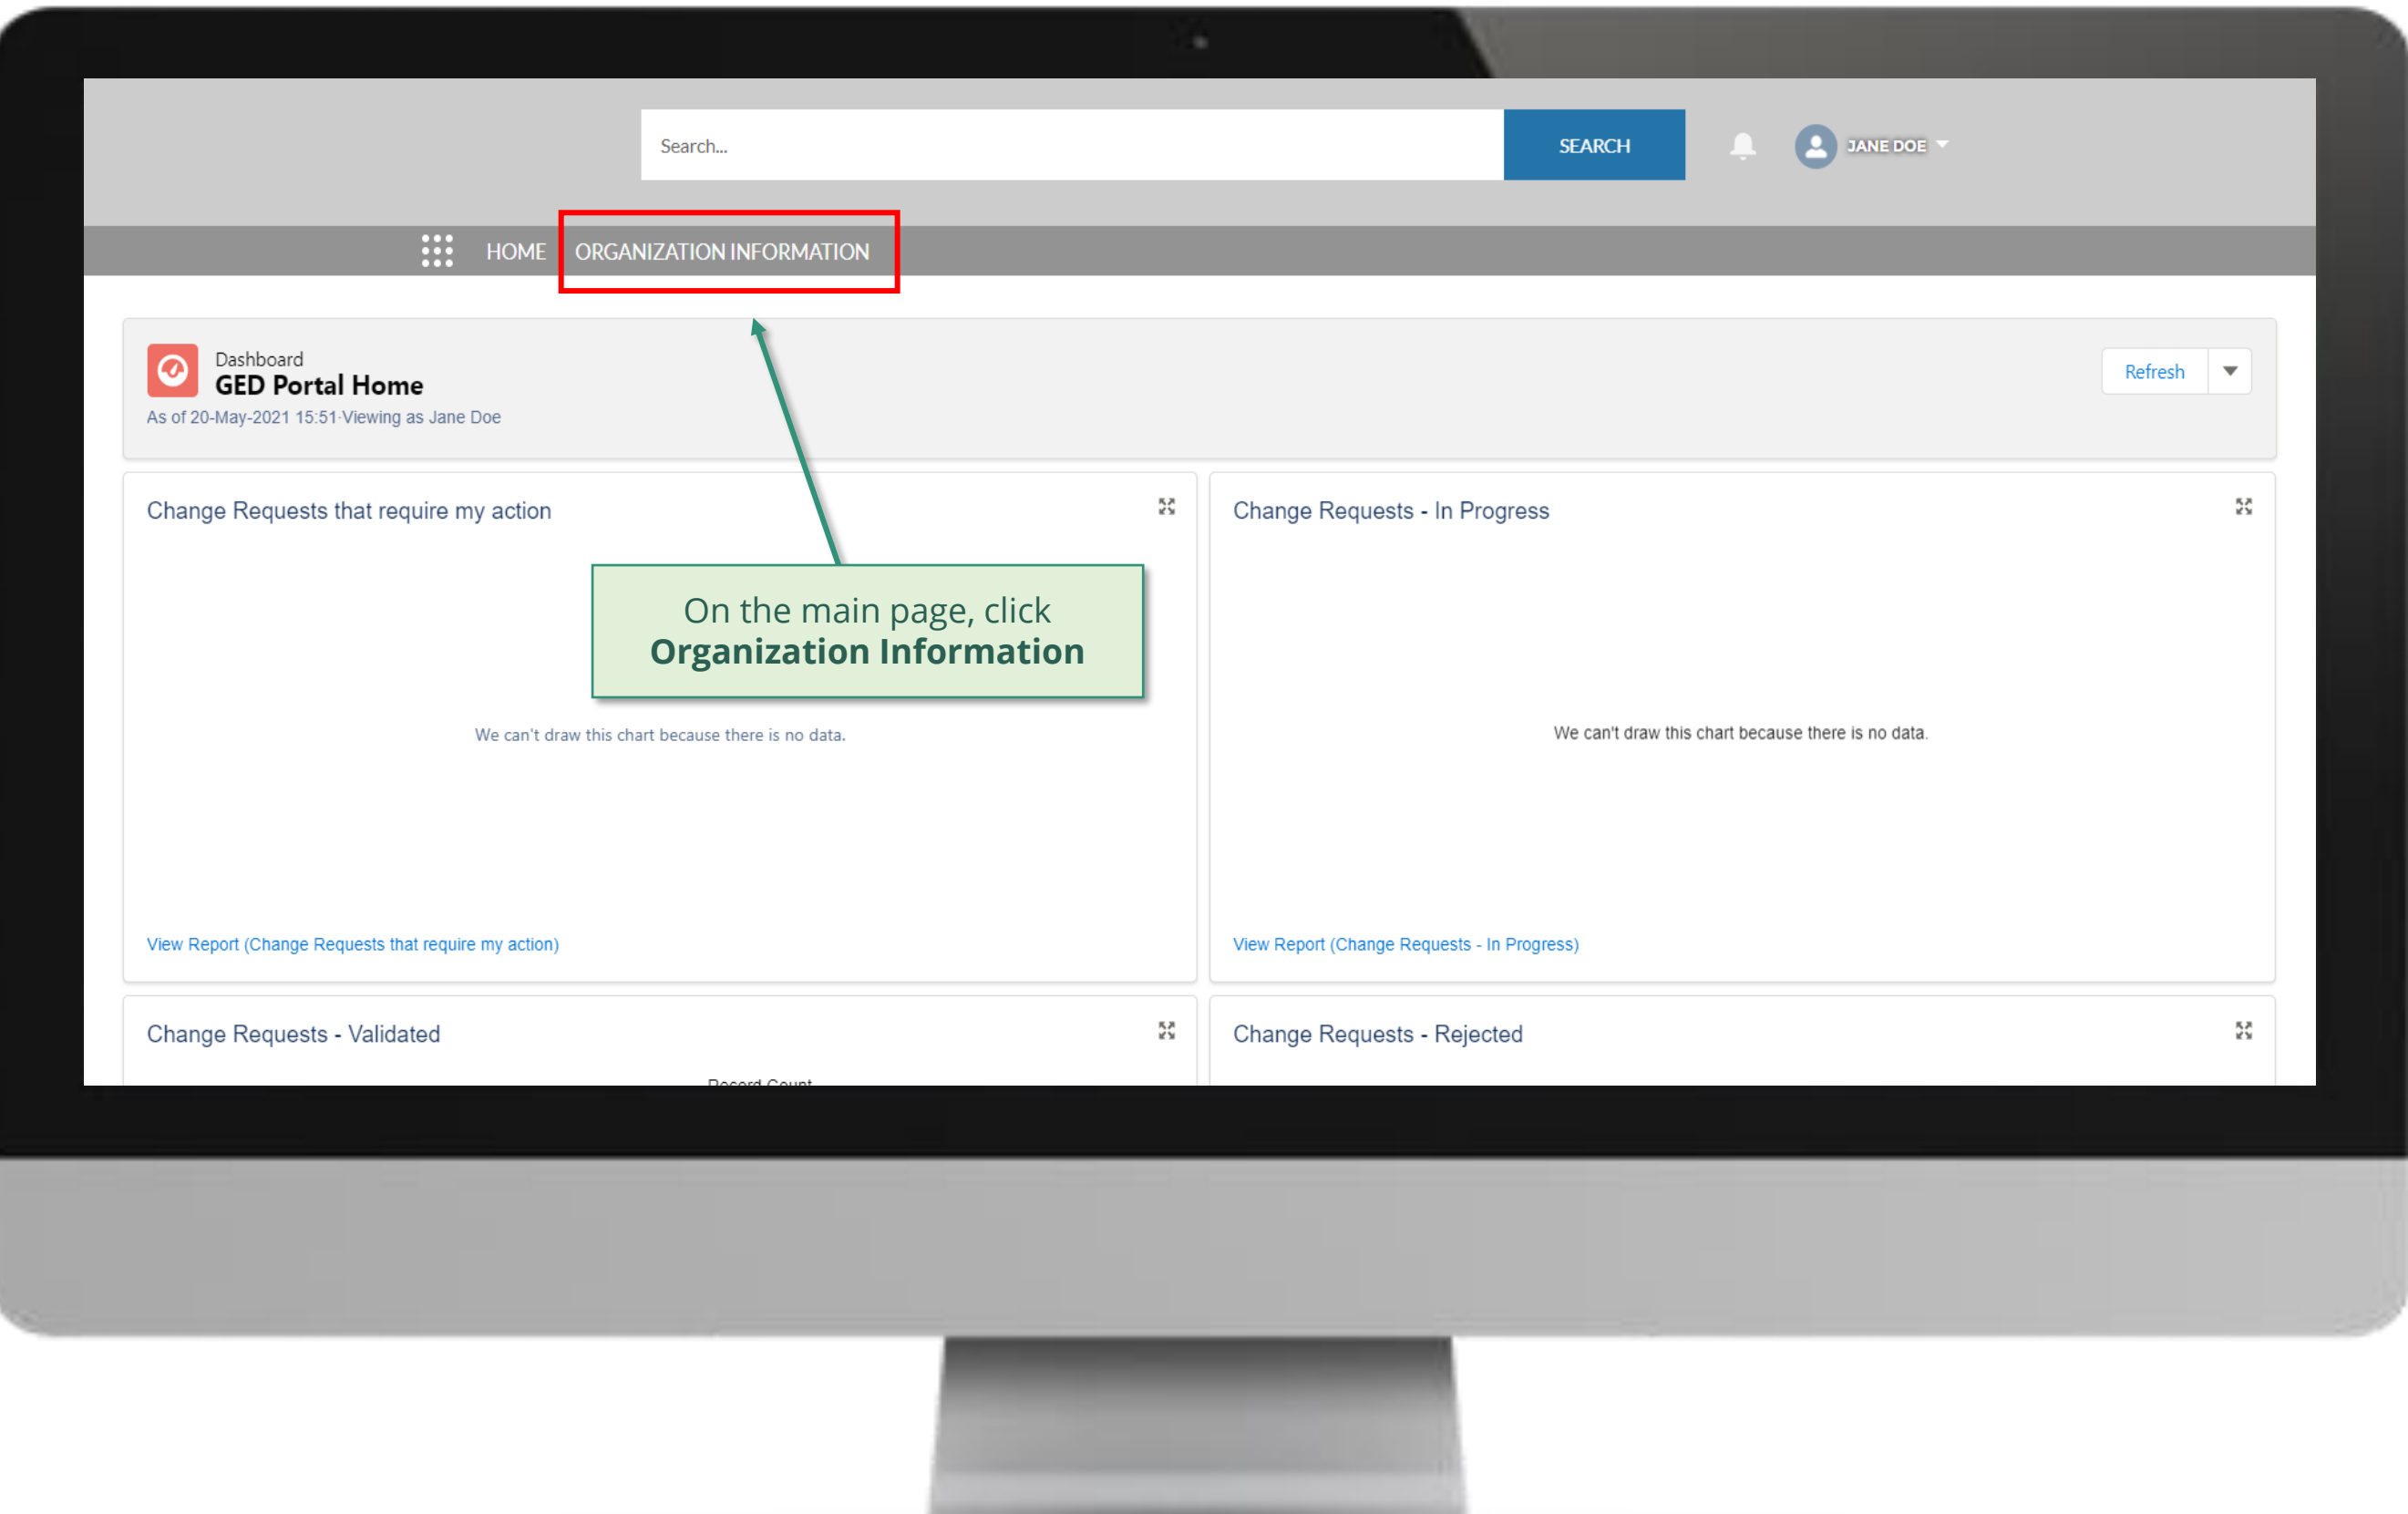 Search...
SEARCH
JANE DOE
HOME
ORGANIZATION INFORMATION
Dashboard
GED Portal Home
As of 20-May-2021 15:51·Viewing as Jane Doe
Refresh
Change Requests that require my action
On the main page, click
Organization Information
We can't draw this chart because there is no data.
View Report (Change Requests that require my action)
Change Requests - In Progress
We can't draw this chart because there is no data.
View Report (Change Requests - In Progress)
Change Requests - Validated
Record Count
Change Requests - Rejected